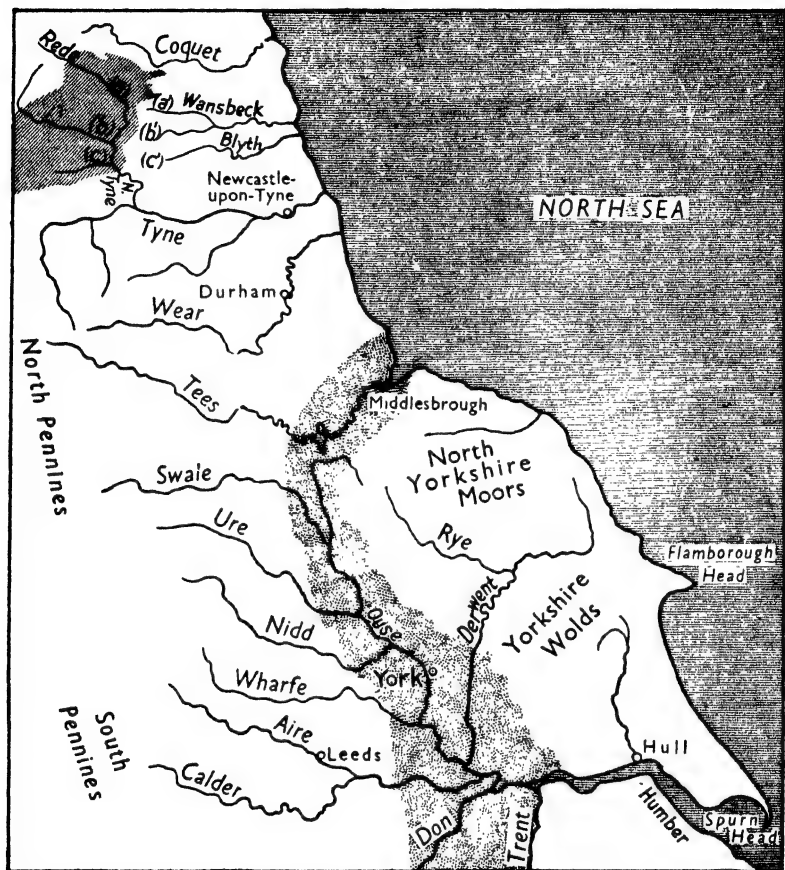 Rede
Coquet
(a)
(a) Wansbeck
(b)
(b') Blyth
(c)
(c')
N. Tyne
Newcastle-
upon-Tyne
NORTH SEA
Tyne
Durham
Wear
North Pennines
Tees
Middlesbrough
North
Yorkshire
Moors
Swale
Ure
Rye
Flamborough
Head
Derwent
Yorkshire
Wolds
Nidd
Ouse
York
Wharfe
South
Pennines
Aire
Leeds
Hull
Calder
Humber
Spurn
Head
Don
Trent